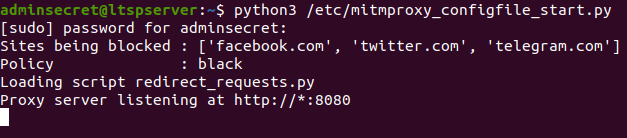 adminsecret@ltspserver:~$ python3 /etc/mitmproxy_configfile_start.py
[sudo] password for adminsecret:
Sites being blocked : ['facebook.com', 'twitter.com', 'telegram.com']
Policy              : black
Loading script redirect_requests.py
Proxy server listening at http://*:8080